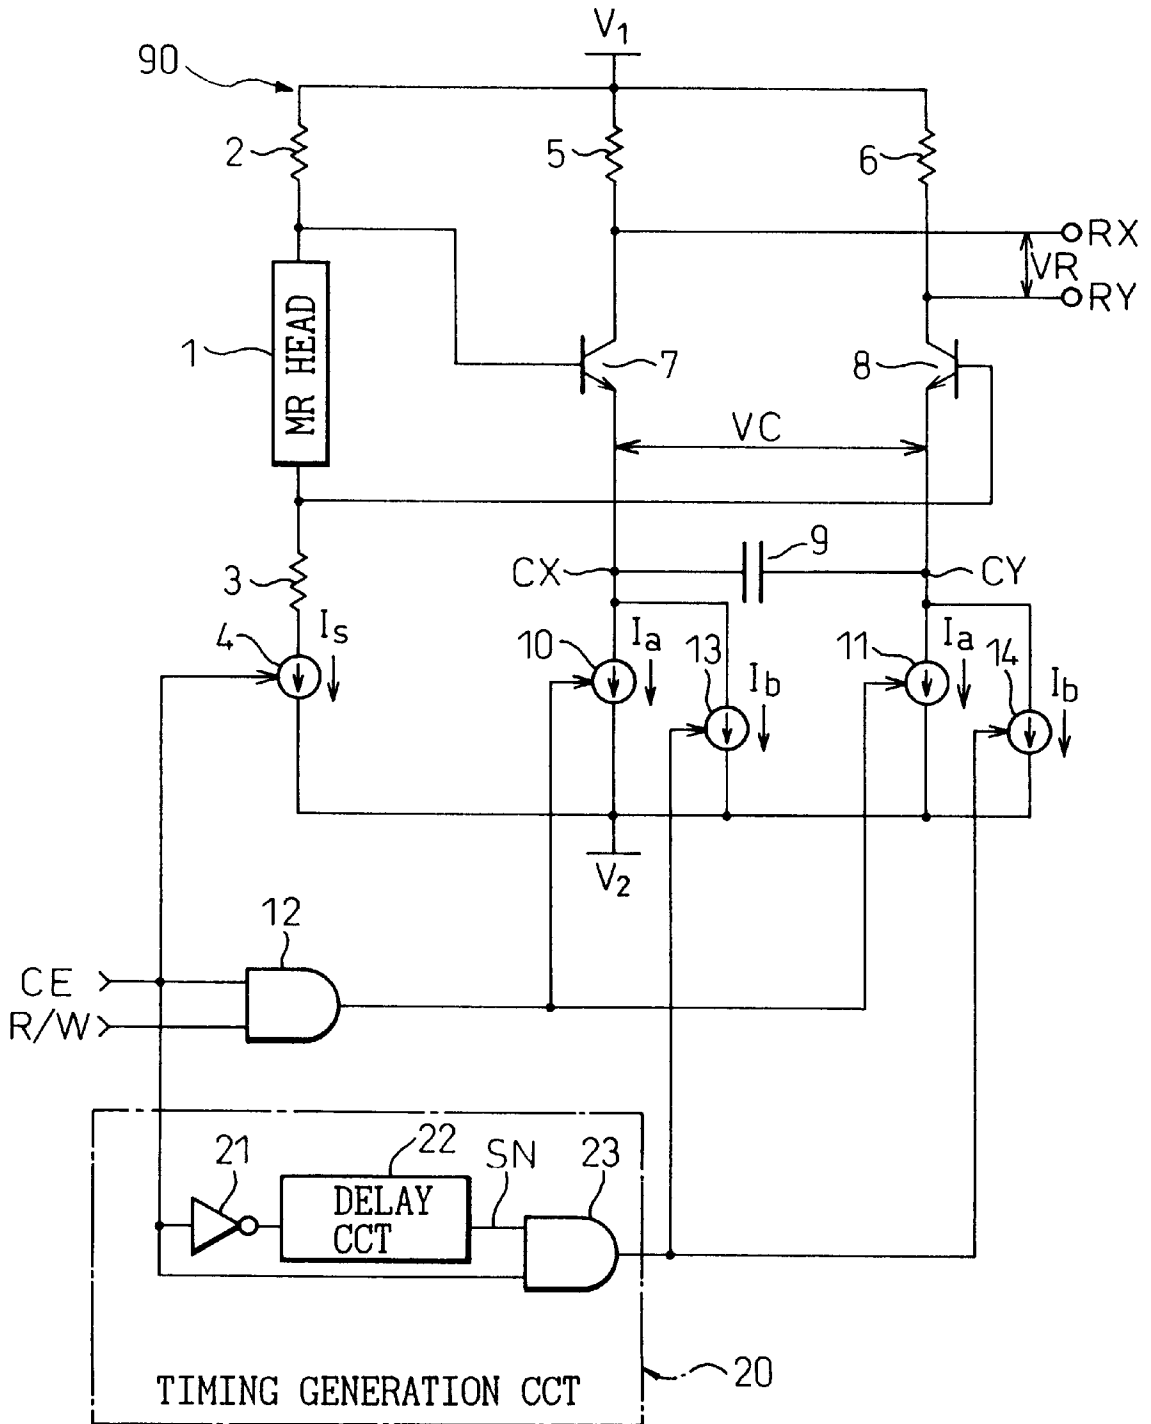 V1
90
2
5
6
RX
VR
RY
1
MR HEAD
7
8
VC
9
CX
CY
3
4
Is
10
Ia
13
Ib
11
Ia
14
Ib
V2
12
CE
R/W
21
22
SN
23
DELAY
CCT
20
TIMING GENERATION CCT